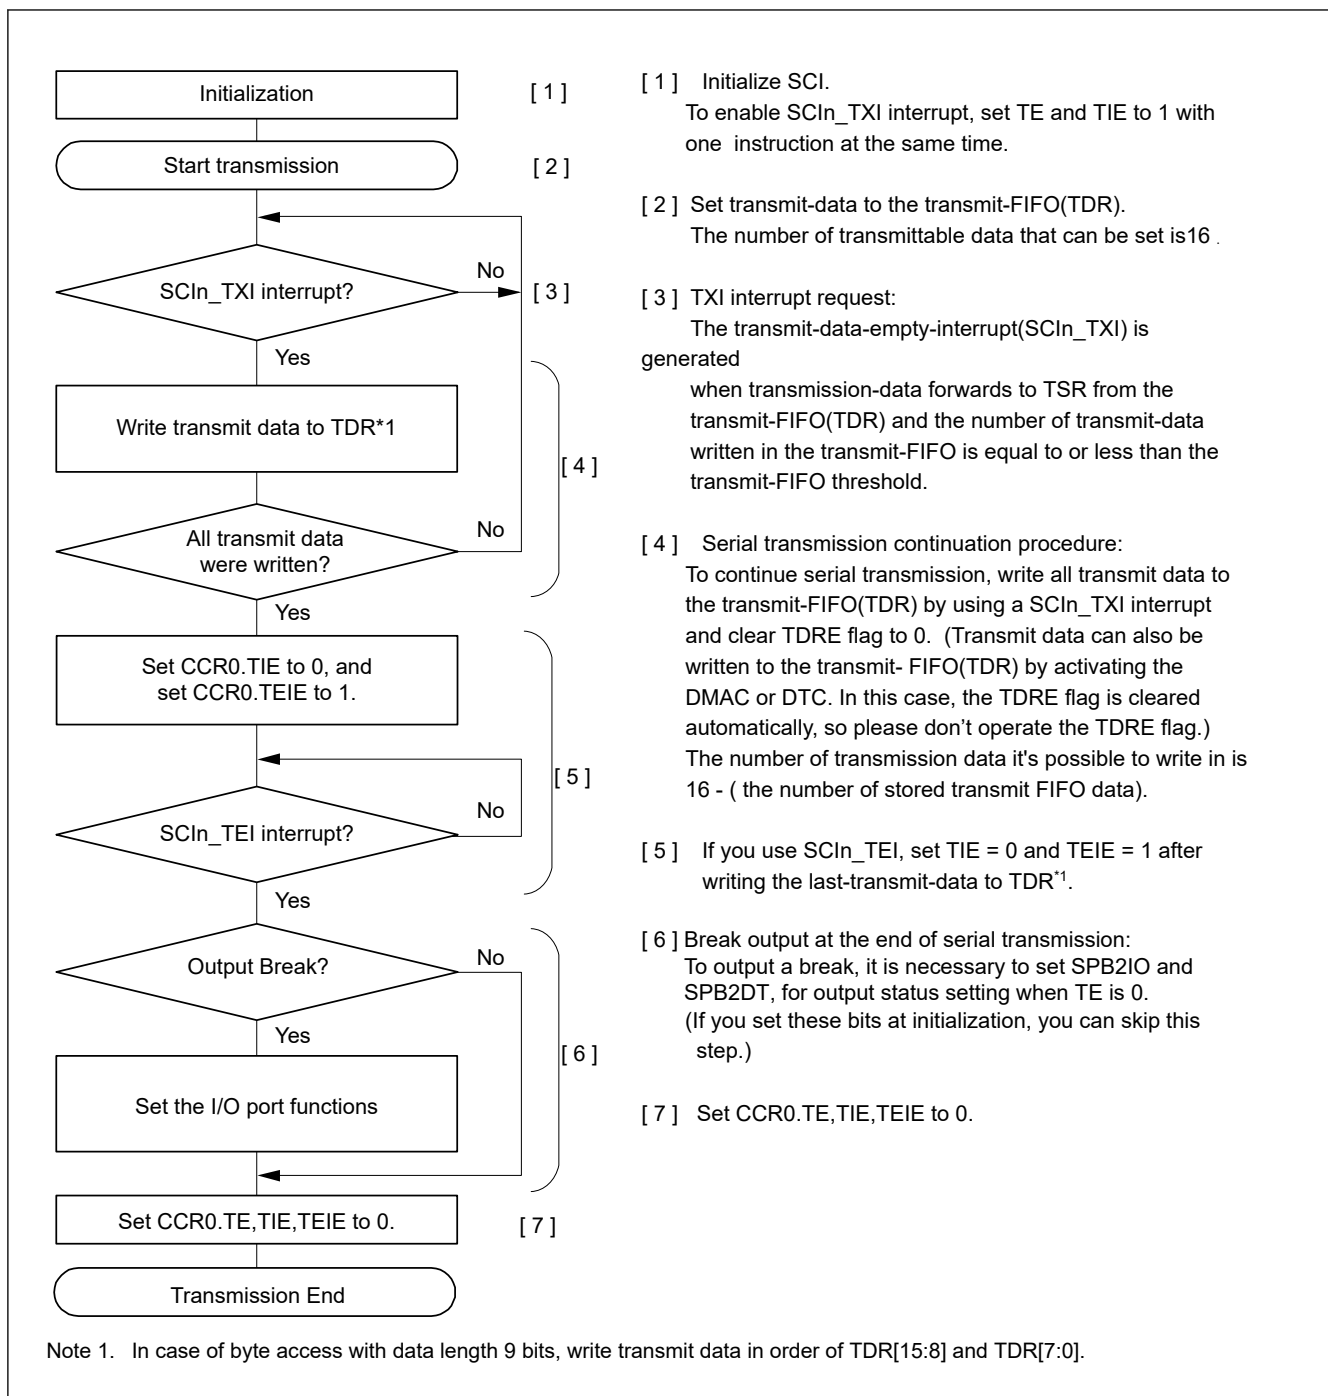 Initialization
[ 1 ]
Start transmission
[ 2 ]
SCIn_TXI interrupt?
No
[ 3 ]
Yes
Write transmit data to TDR*1
[ 4 ]
All transmit data
were written?
No
Yes
Set CCR0.TIE to 0, and
set CCR0.TEIE to 1.
[ 5 ]
SCIn_TEI interrupt?
No
Yes
Output Break?
No
Yes
[ 6 ]
Set the I/O port functions
Set CCR0.TE,TIE,TEIE to 0.
[ 7 ]
Transmission End
[ 1 ] Initialize SCI.
To enable SCIn_TXI interrupt, set TE and TIE to 1 with
one instruction at the same time.
[ 2 ] Set transmit-data to the transmit-FIFO(TDR).
The number of transmittable data that can be set is16 .
[ 3 ] TXI interrupt request:
The transmit-data-empty-interrupt(SCIn_TXI) is
generated
when transmission-data forwards to TSR from the
transmit-FIFO(TDR) and the number of transmit-data
written in the transmit-FIFO is equal to or less than the
transmit-FIFO threshold.
[ 4 ] Serial transmission continuation procedure:
To continue serial transmission, write all transmit data to
the transmit-FIFO(TDR) by using a SCIn_TXI interrupt
and clear TDRE flag to 0. (Transmit data can also be
written to the transmit- FIFO(TDR) by activating the
DMAC or DTC. In this case, the TDRE flag is cleared
automatically, so please don’t operate the TDRE flag.)
The number of transmission data it's possible to write in is
16 - ( the number of stored transmit FIFO data).
[ 5 ] If you use SCIn_TEI, set TIE = 0 and TEIE = 1 after
writing the last-transmit-data to TDR*1.
[ 6 ] Break output at the end of serial transmission:
To output a break, it is necessary to set SPB2IO and
SPB2DT, for output status setting when TE is 0.
(If you set these bits at initialization, you can skip this
step.)
[ 7 ] Set CCR0.TE,TIE,TEIE to 0.
Note 1. In case of byte access with data length 9 bits, write transmit data in order of TDR[15:8] and TDR[7:0].